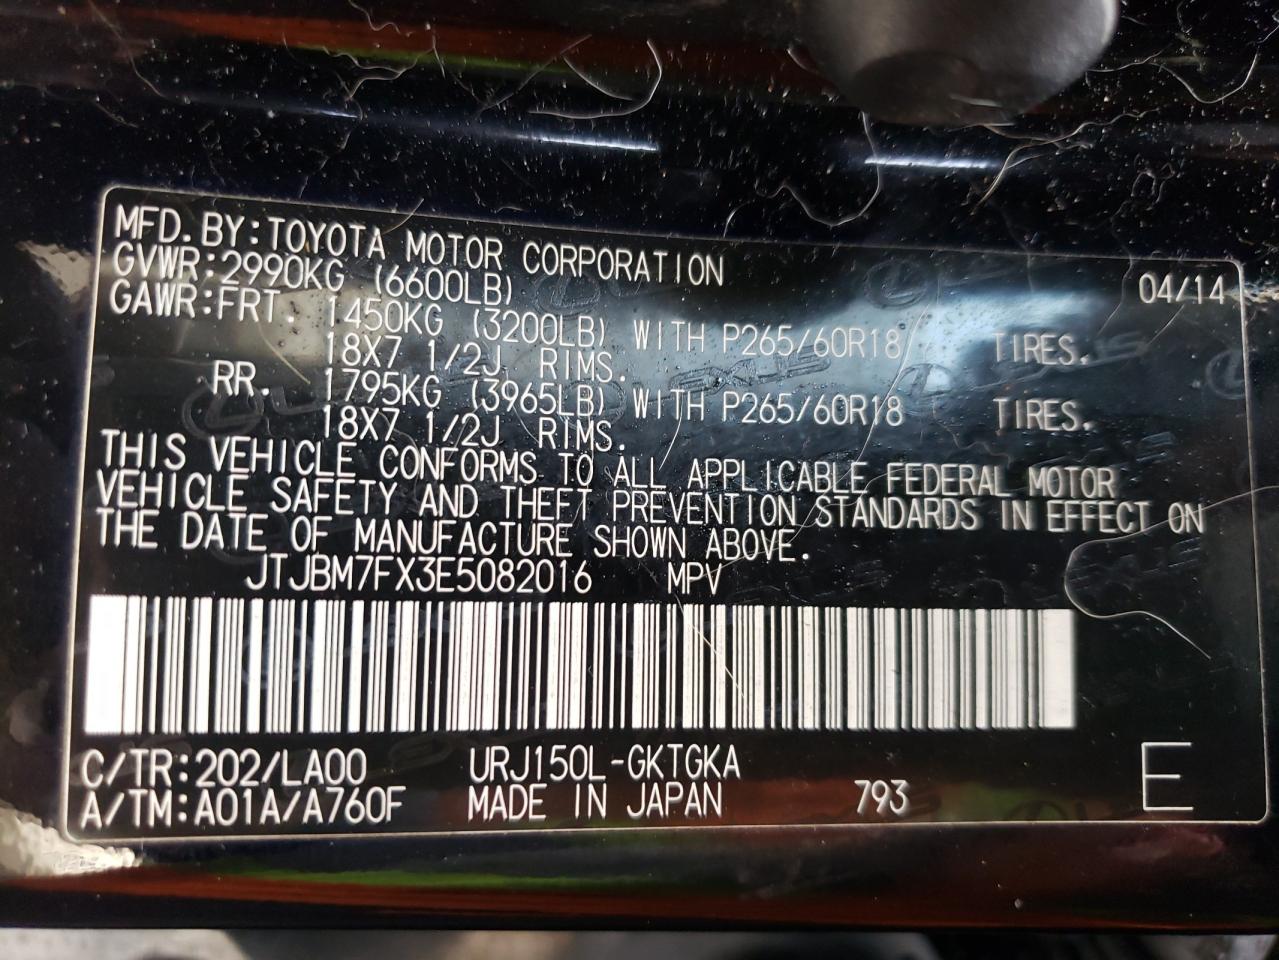 MFD.BY:TOYOTA MOTOR CORPORATION 04/14
GVWR:2990KG (6600LB)
GAWR:FRT. 1450KG (3200LB) WITH P265/60R18 TIRES.
18X7 1/2J RIMS.
RR. 1795KG (3965LB) WITH P265/60R18 TIRES.
18X7 1/2J RIMS.
THIS VEHICLE CONFORMS TO ALL APPLICABLE FEDERAL MOTOR
VEHICLE SAFETY AND THEFT PREVENTION STANDARDS IN EFFECT ON
THE DATE OF MANUFACTURE SHOWN ABOVE.
JTJBM7FX3E5082016 MPV
C/TR:202/LA00 URJ150L-GKTGKA E
A/TM:A01A/A760F MADE IN JAPAN 793